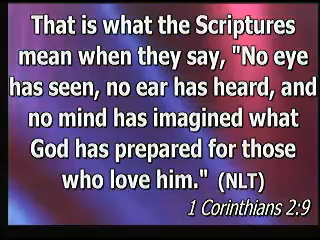 That is what the Scriptures
mean when they say, "No eye
has seen, no ear has heard, and
no mind has imagined what
God has prepared for those
who love him." (NLT)
1 Corinthians 2:9